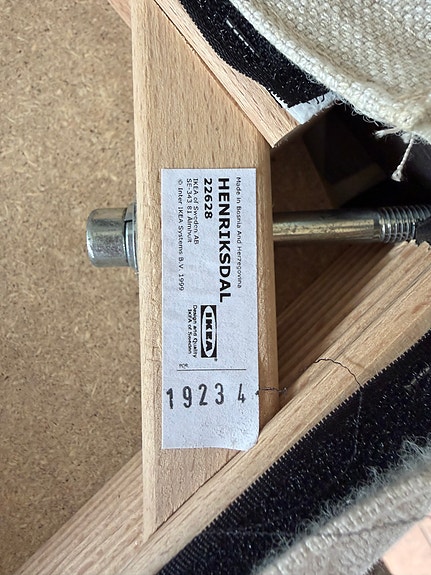 Made in Bosnia And Herzegovina
HENRIKSDAL
22628
IKEA of Sweden AB
SE-343 81 Älmhult
© Inter IKEA Systems B.V. 1999
IKEA®
Design and Quality
IKEA of Sweden
19234